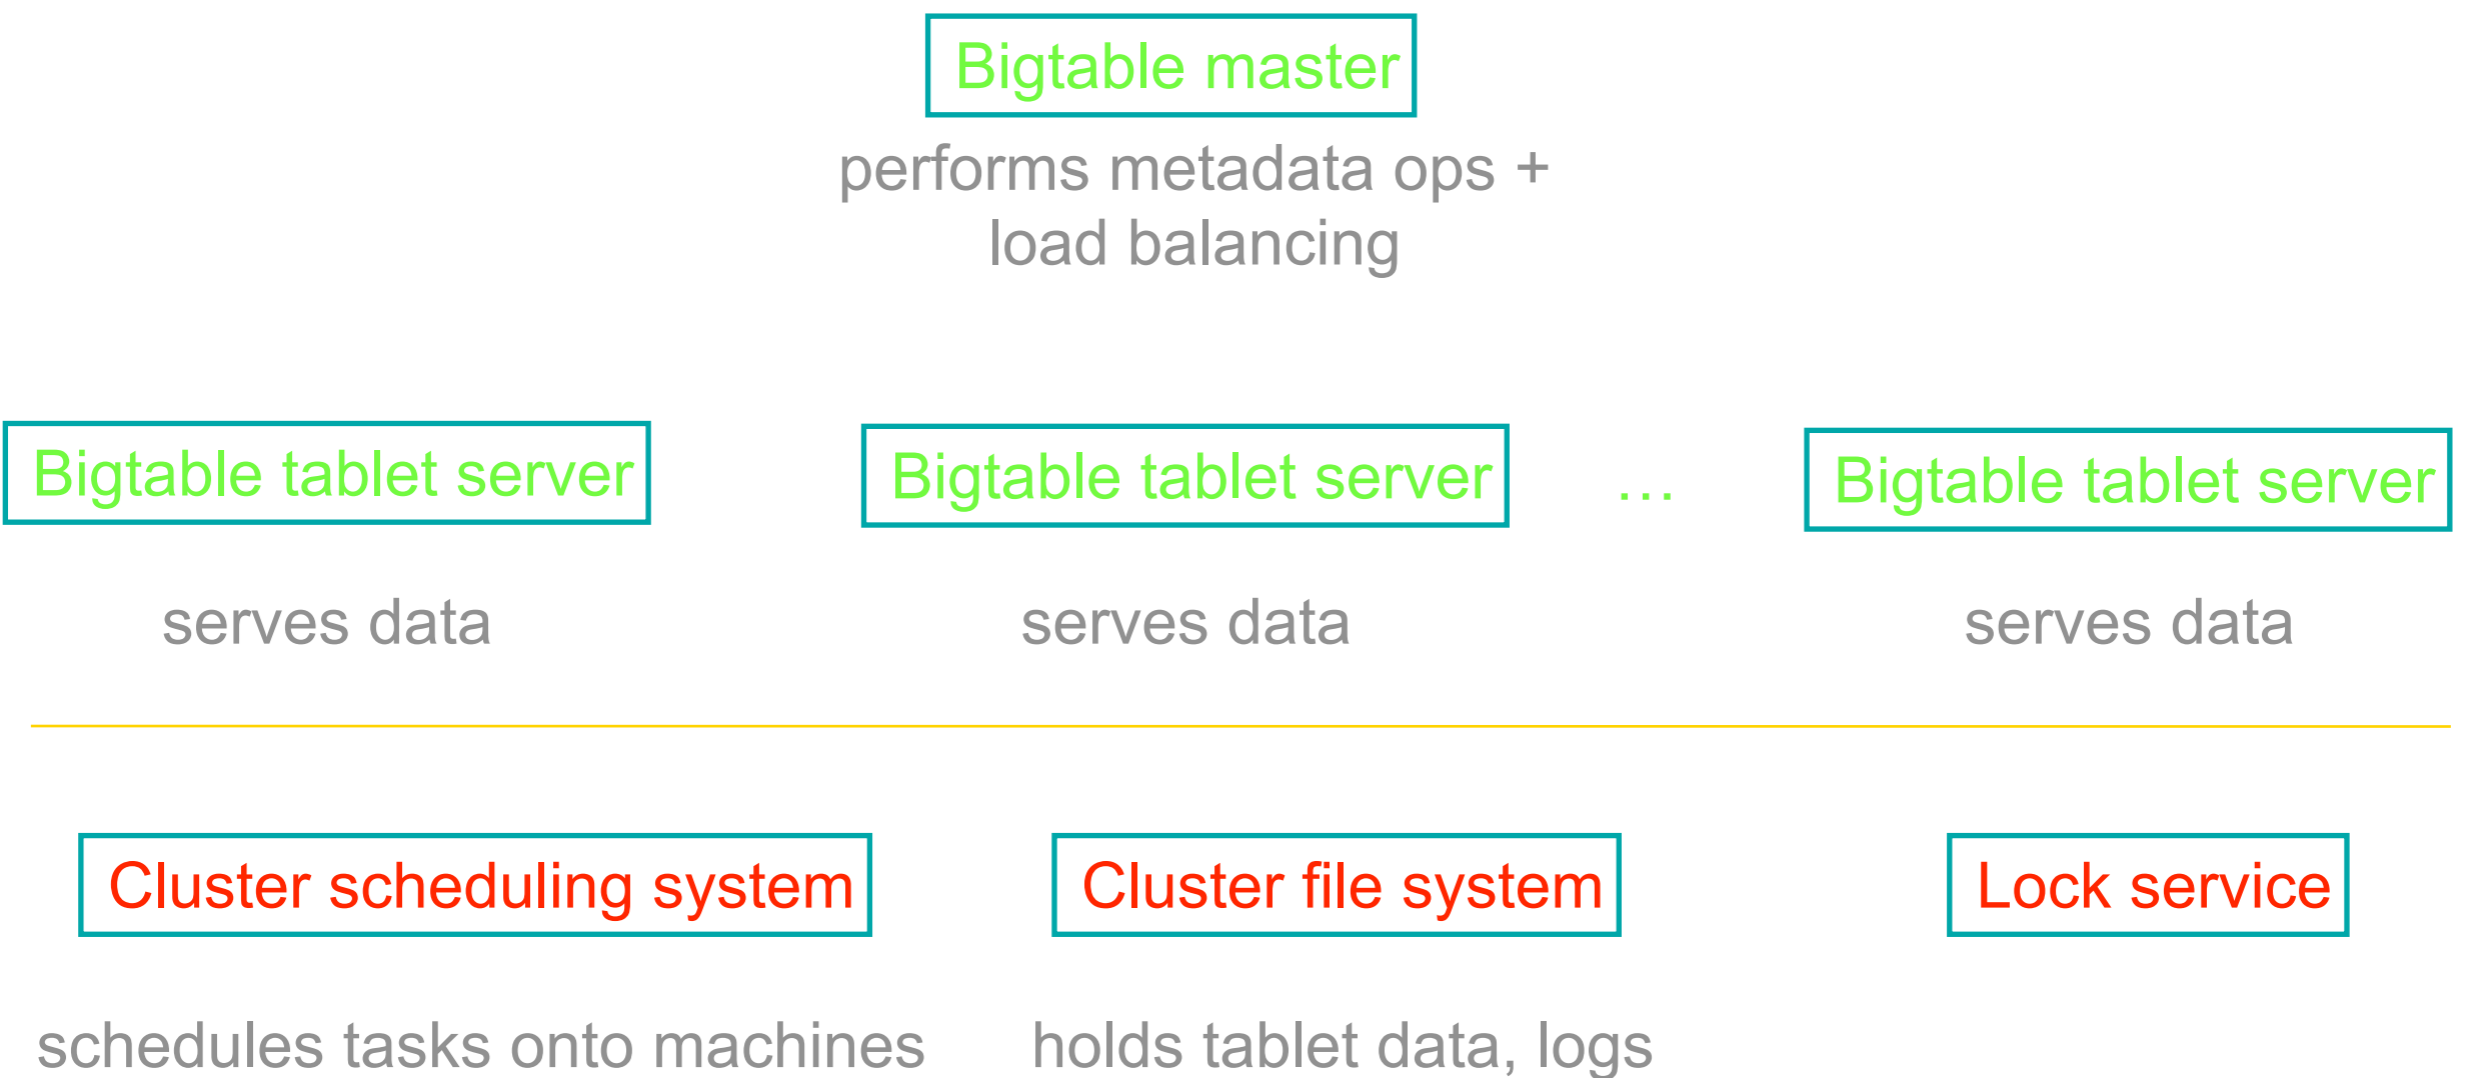 Bigtable master
performs metadata ops +
load balancing
Bigtable tablet server
Bigtable tablet server
…
Bigtable tablet server
serves data
serves data
serves data
Cluster scheduling system
Cluster file system
Lock service
schedules tasks onto machines
holds tablet data, logs